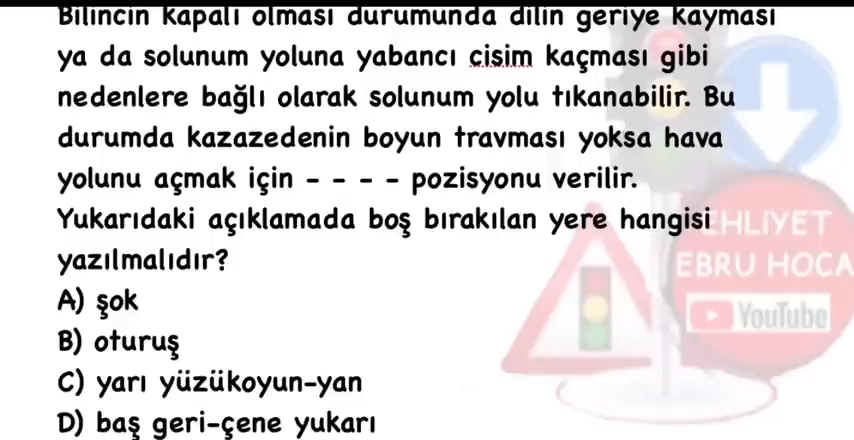 Bilincin kapalı olması durumunda dilin geriye kayması
ya da solunum yoluna yabancı cisim kaçması gibi
nedenlere bağlı olarak solunum yolu tıkanabilir. Bu
durumda kazazedenin boyun travması yoksa hava
yolunu açmak için - - - - pozisyonu verilir.
Yukarıdaki açıklamada boş bırakılan yere hangisi
yazılmalıdır?
A) şok
B) oturuş
C) yarı yüzükoyun-yan
D) baş geri-çene yukarı
EHLİYET
EBRU HOCA
YouTube